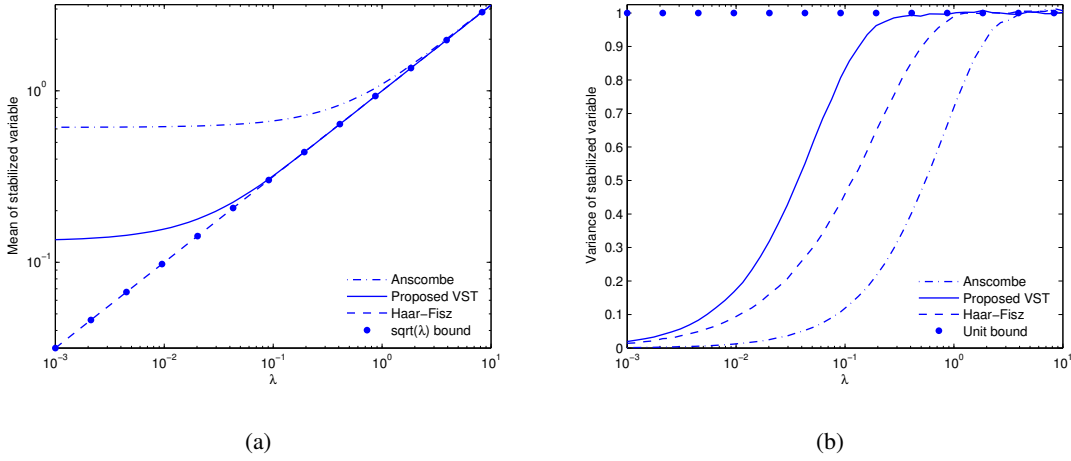 Mean of stabilized variable
10^0
10^-1
10^-3
10^-2
10^-1
10^0
10^1
λ
Anscombe
Proposed VST
Haar-Fisz
sqrt(λ) bound
(a)
Variance of stabilized variable
1
0.9
0.8
0.7
0.6
0.5
0.4
0.3
0.2
0.1
0
10^-3
10^-2
10^-1
10^0
10^1
λ
Anscombe
Proposed VST
Haar-Fisz
Unit bound
(b)